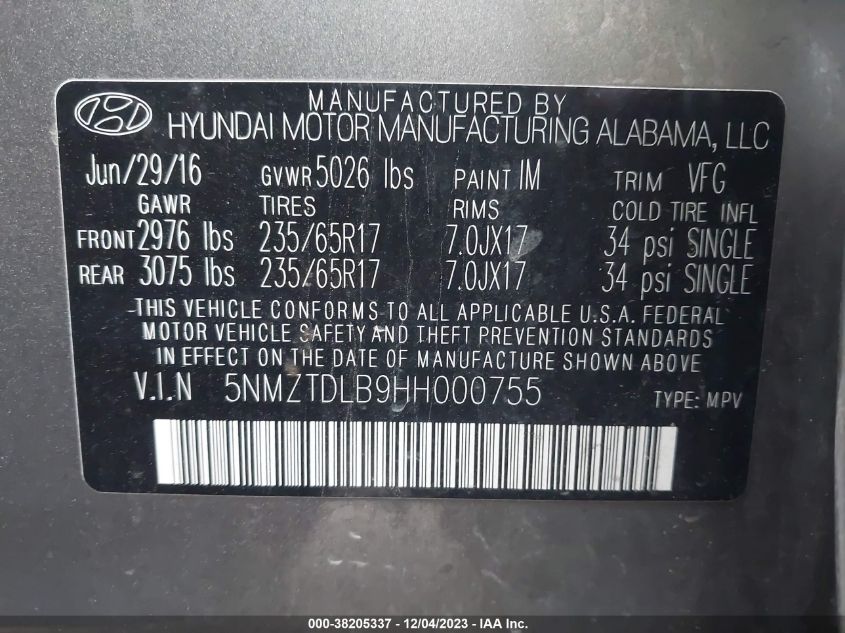 MANUFACTURED BY
HYUNDAI MOTOR MANUFACTURING ALABAMA, LLC
Jun/29/16 GVWR 5026 lbs PAINT IM TRIM VFG
GAWR TIRES RIMS COLD TIRE INFL
FRONT 2976 lbs 235/65R17 7.0JX17 34 psi SINGLE
REAR 3075 lbs 235/65R17 7.0JX17 34 psi SINGLE
THIS VEHICLE CONFORMS TO ALL APPLICABLE U.S.A. FEDERAL
MOTOR VEHICLE SAFETY AND THEFT PREVENTION STANDARDS
IN EFFECT ON THE DATE OF MANUFACTURE SHOWN ABOVE
V.I.N 5NMZTDLB9HH000755 TYPE: MPV
000-38205337 - 12/04/2023 - IAA Inc.